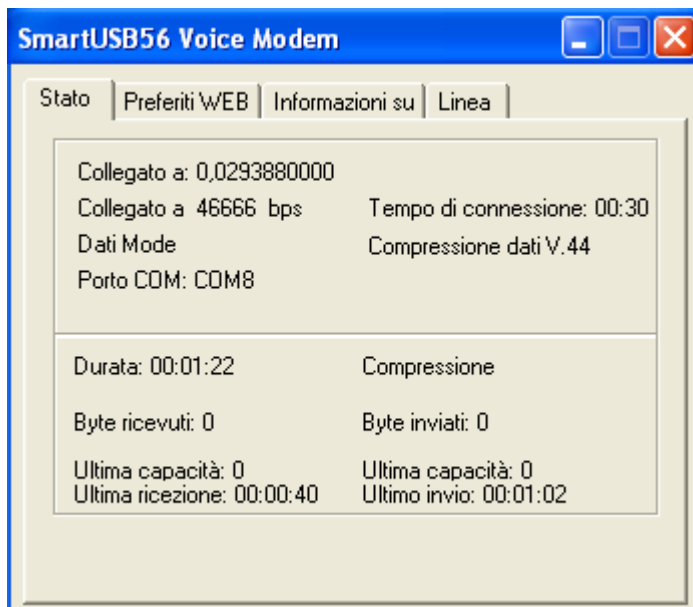 SmartUSB56 Voice Modem
Stato Preferiti WEB Informazioni su Linea
Collegato a: 0,0293880000
Collegato a 46666 bps Tempo di connessione: 00:30
Dati Mode Compressione dati V.44
Porto COM: COM8
Durata: 00:01:22 Compressione
Byte ricevuti: 0 Byte inviati: 0
Ultima capacità: 0 Ultima capacità: 0
Ultima ricezione: 00:00:40 Ultimo invio: 00:01:02